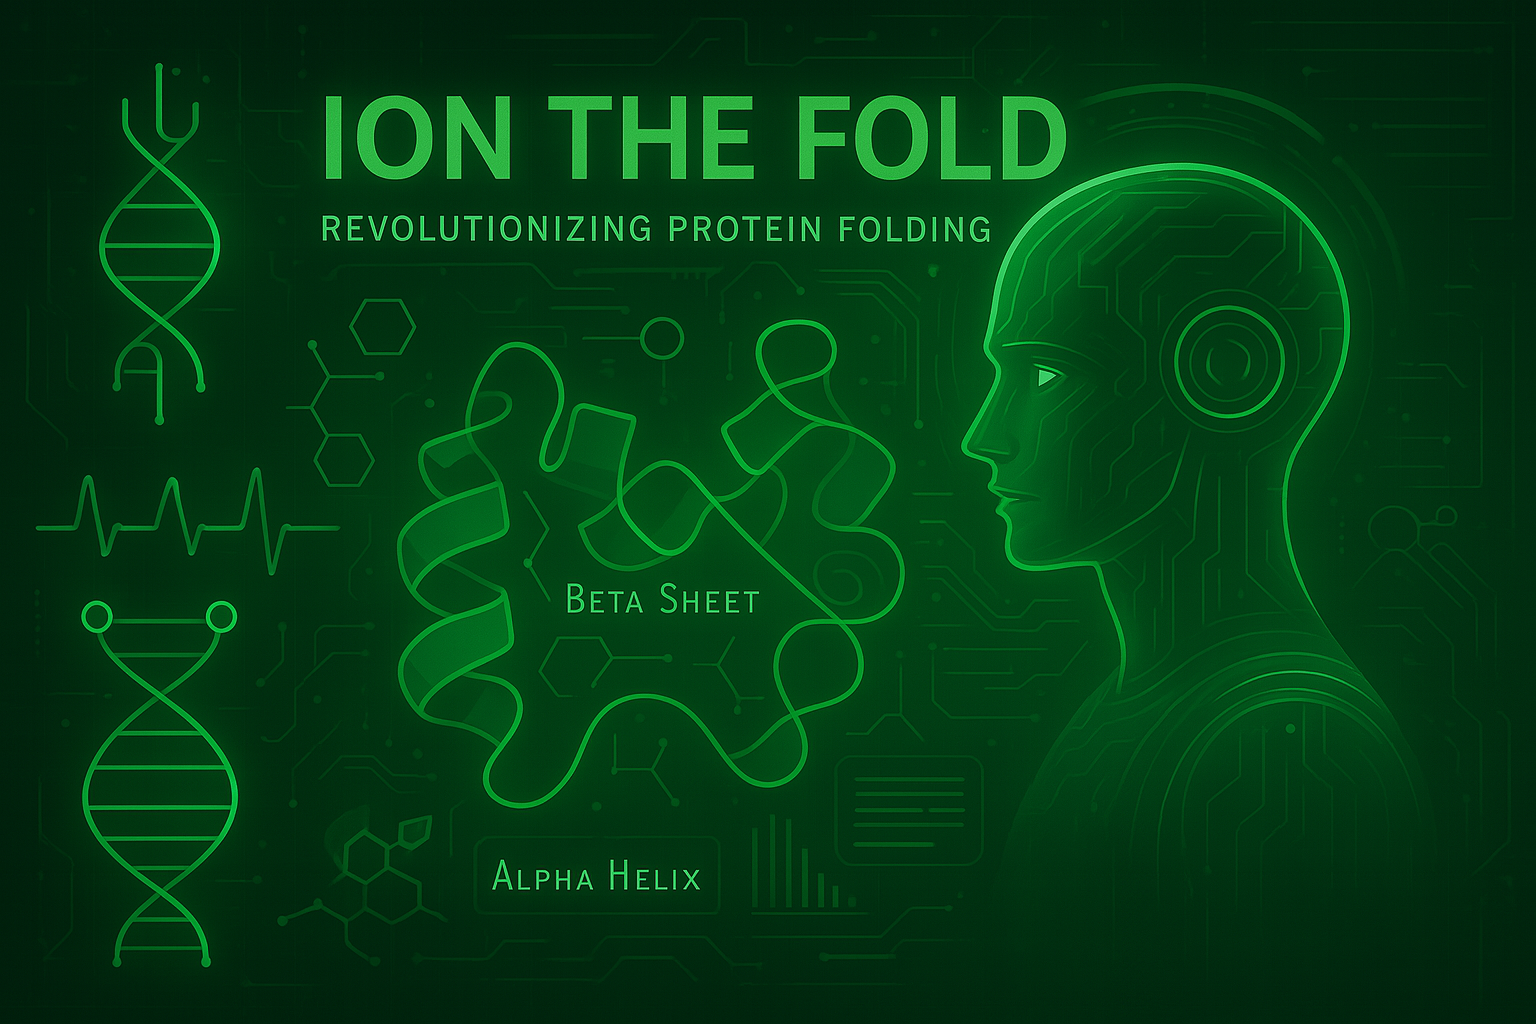 ION THE FOLD
REVOLUTIONIZING PROTEIN FOLDING
BETA SHEET
ALPHA HELIX